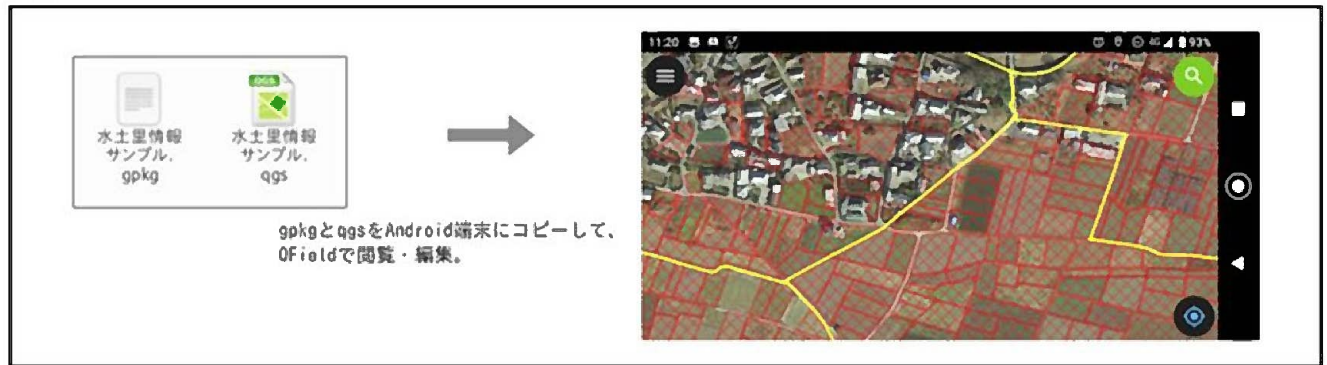 水土里情報
サンプル.
gpkg
QGS
水土里情報
サンプル.
qgs
gpkgとqgsをAndroid端末にコピーして、
QFieldで閲覧・編集。
11:20
4G
93%